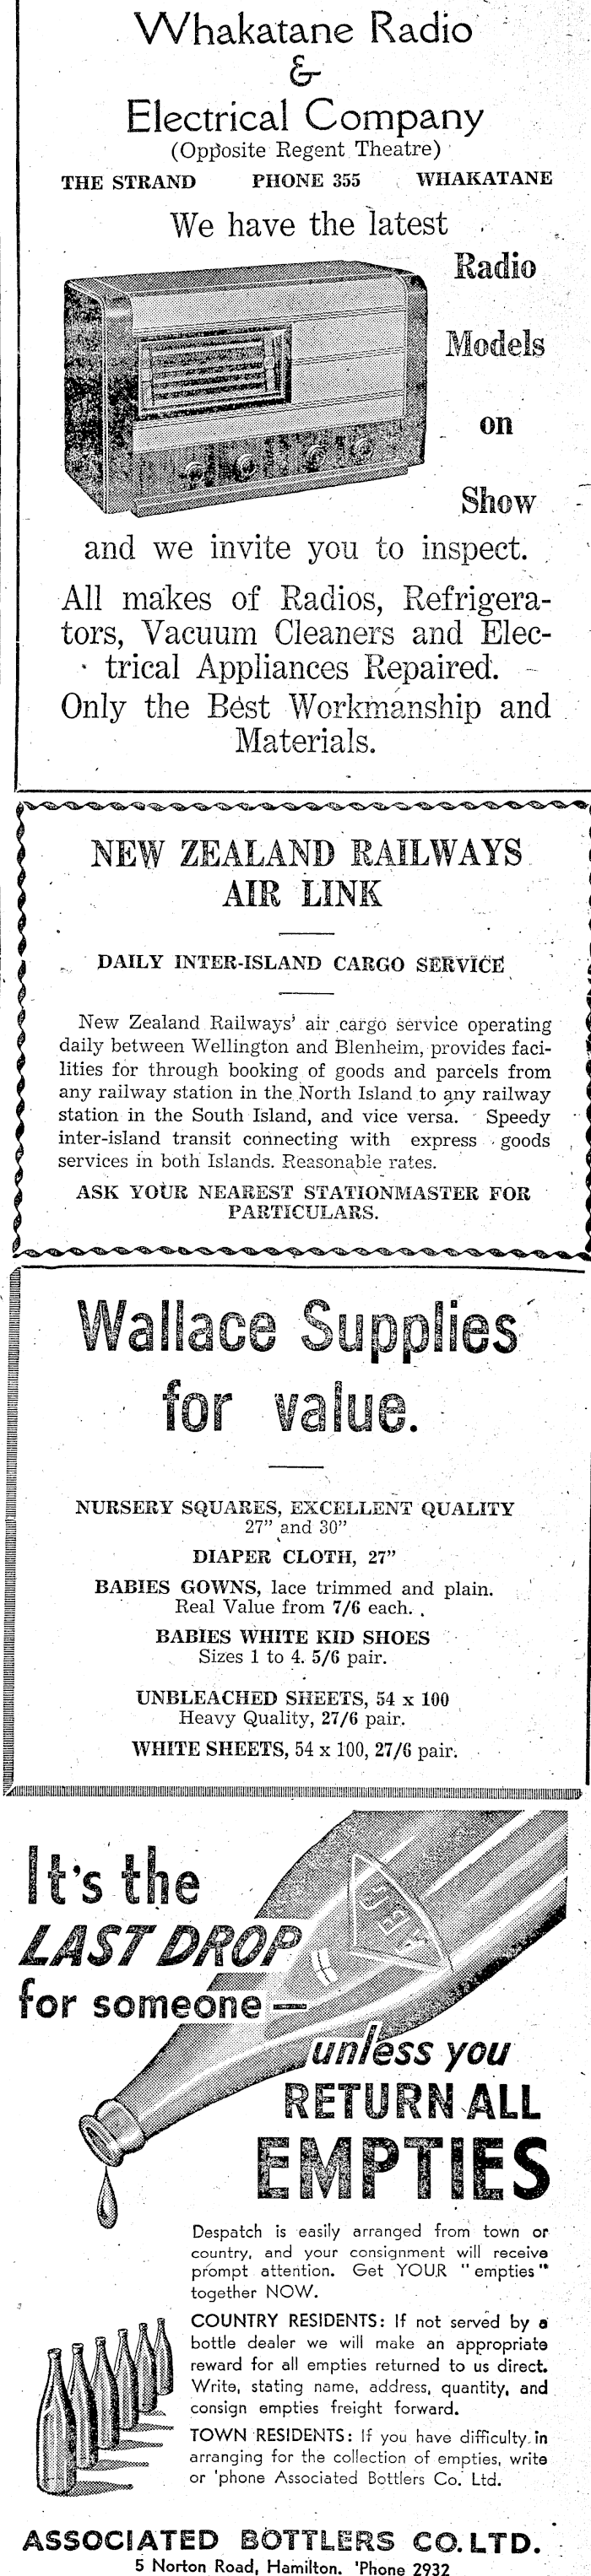 Whakatane Radio
&
Electrical Company
(Opposite Regent Theatre)
THE STRAND PHONE 355 WHAKATANE
We have the latest
Radio
Models
on
Show
and we invite you to inspect.
All makes of Radios, Refrigera-
tors, Vacuum Cleaners and Elec-
trical Appliances Repaired.
Only the Best Workmanship and
Materials.
NEW ZEALAND RAILWAYS
AIR LINK
DAILY INTER-ISLAND CARGO SERVICE
New Zealand Railways' air cargo service operating
daily between Wellington and Blenheim, provides faci-
lities for through booking of goods and parcels from
any railway station in the North Island to any railway
station in the South Island, and vice versa. Speedy
inter-island transit connecting with express goods
services in both Islands. Reasonable rates.
ASK YOUR NEAREST STATIONMASTER FOR
PARTICULARS.
Wallace Supplies
for value.
NURSERY SQUARES, EXCELLENT QUALITY
27" and 30"
DIAPER CLOTH, 27"
BABIES GOWNS, lace trimmed and plain.
Real Value from 7/6 each.
BABIES WHITE KID SHOES
Sizes 1 to 4. 5/6 pair.
UNBLEACHED SHEETS, 54 x 100
Heavy Quality, 27/6 pair.
WHITE SHEETS, 54 x 100, 27/6 pair.
It's the
LAST DROP
for someone —
unless you
RETURN ALL
EMPTIES
Despatch is easily arranged from town or
country, and your consignment will receive
prompt attention. Get YOUR "empties"
together NOW.
COUNTRY RESIDENTS: If not served by a
bottle dealer we will make an appropriate
reward for all empties returned to us direct.
Write, stating name, address, quantity, and
consign empties freight forward.
TOWN RESIDENTS: If you have difficulty in
arranging for the collection of empties, write
or 'phone Associated Bottlers Co. Ltd.
ASSOCIATED BOTTLERS CO. LTD.
5 Norton Road, Hamilton. 'Phone 2932